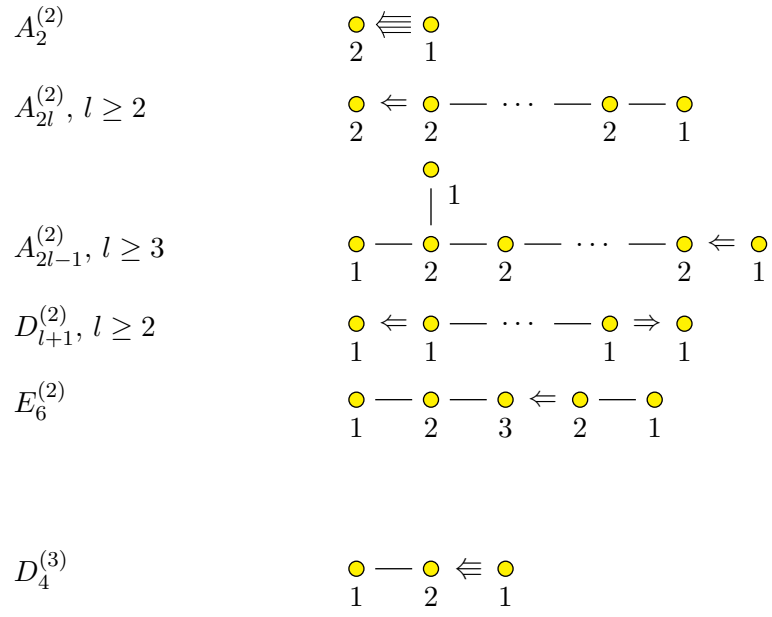 A_2^{(2)}
2 1
A_{2l}^{(2)}, l ≥ 2
⋯
2 2 2 1
1
A_{2l−1}^{(2)}, l ≥ 3
⋯
1 2 2 2 1
D_{l+1}^{(2)}, l ≥ 2
⋯
1 1 1 1
E_6^{(2)}
1 2 3 2 1
D_4^{(3)}
1 2 1